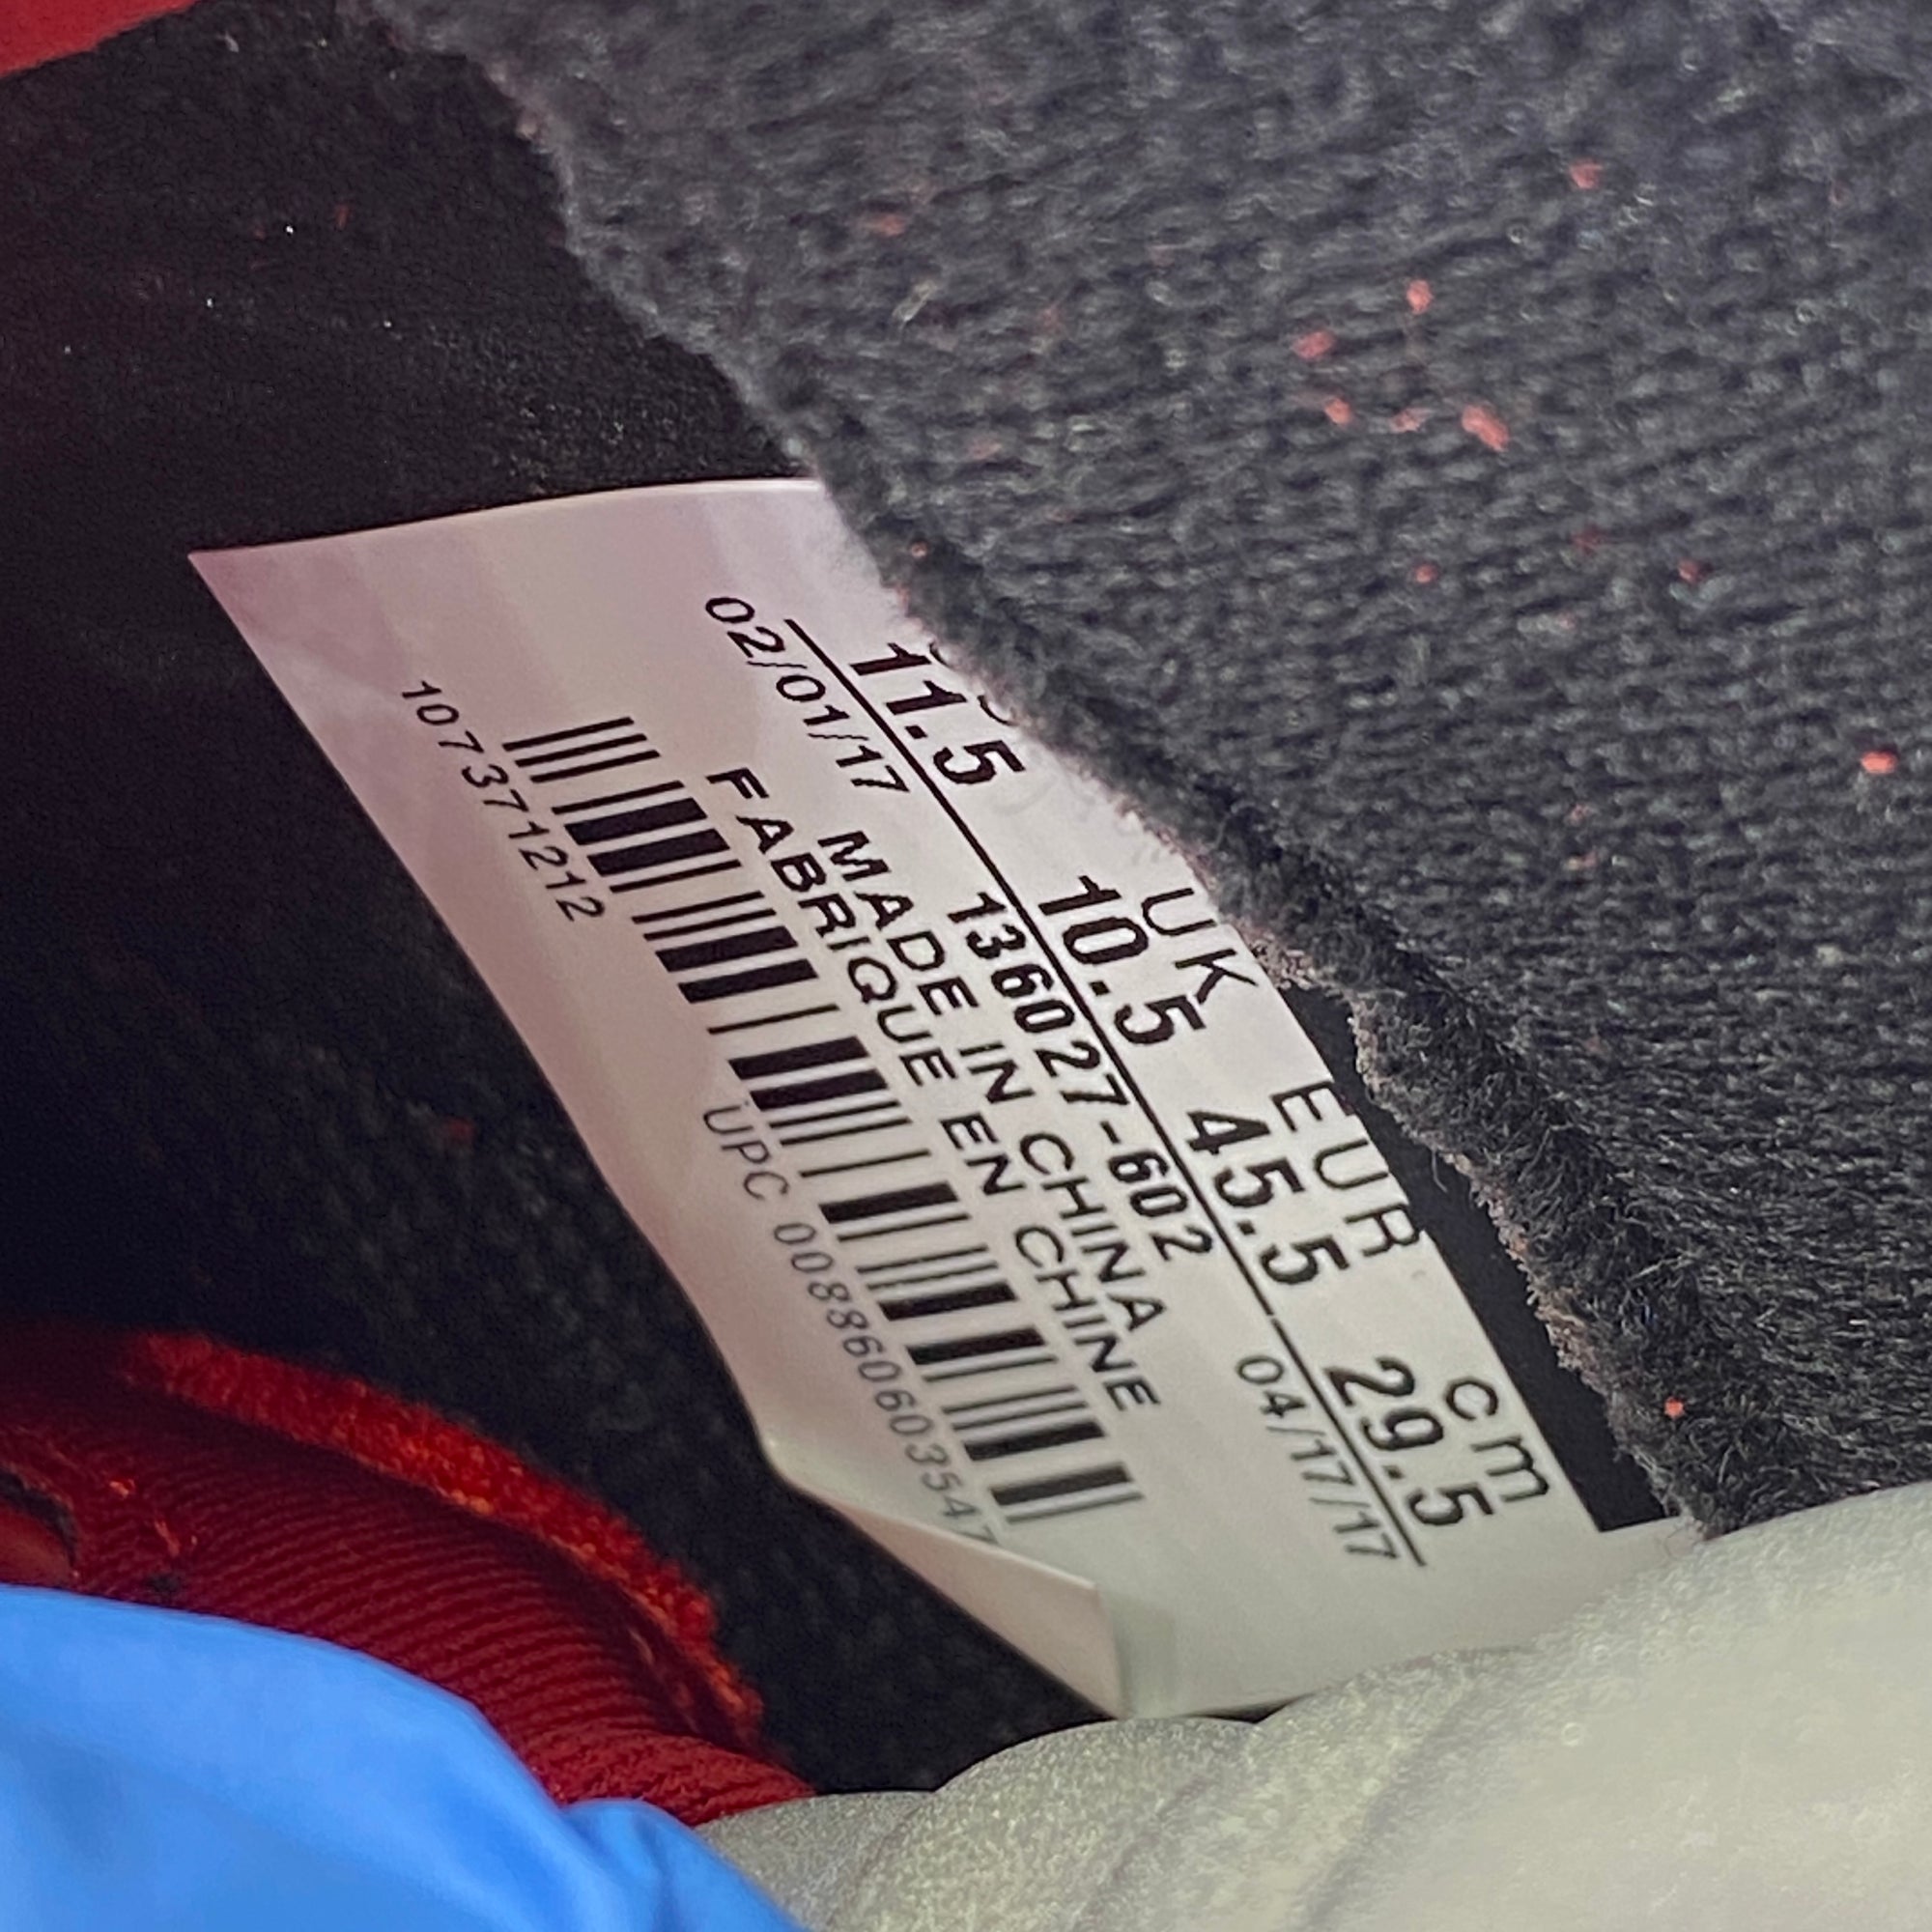 UK EUR cm
11.5 10.5 45.5 29.5
02/01/17 136027-602 04/17/17
MADE IN CHINA
FABRIQUE EN CHINE
107371212 UPC 00886060603547